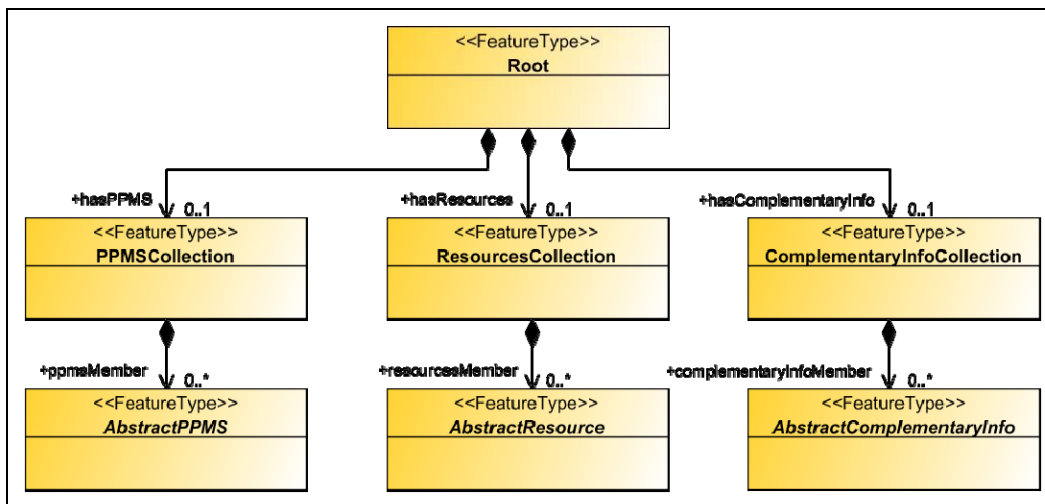 <<FeatureType>>
Root
+hasPPMS
0..1
+hasResources
0..1
+hasComplementaryInfo
0..1
<<FeatureType>>
PPMSCollection
<<FeatureType>>
ResourcesCollection
<<FeatureType>>
ComplementaryInfoCollection
+ppmsMember
0..*
+resourcesMember
0..*
+complementaryInfoMember
0..*
<<FeatureType>>
AbstractPPMS
<<FeatureType>>
AbstractResource
<<FeatureType>>
AbstractComplementaryInfo